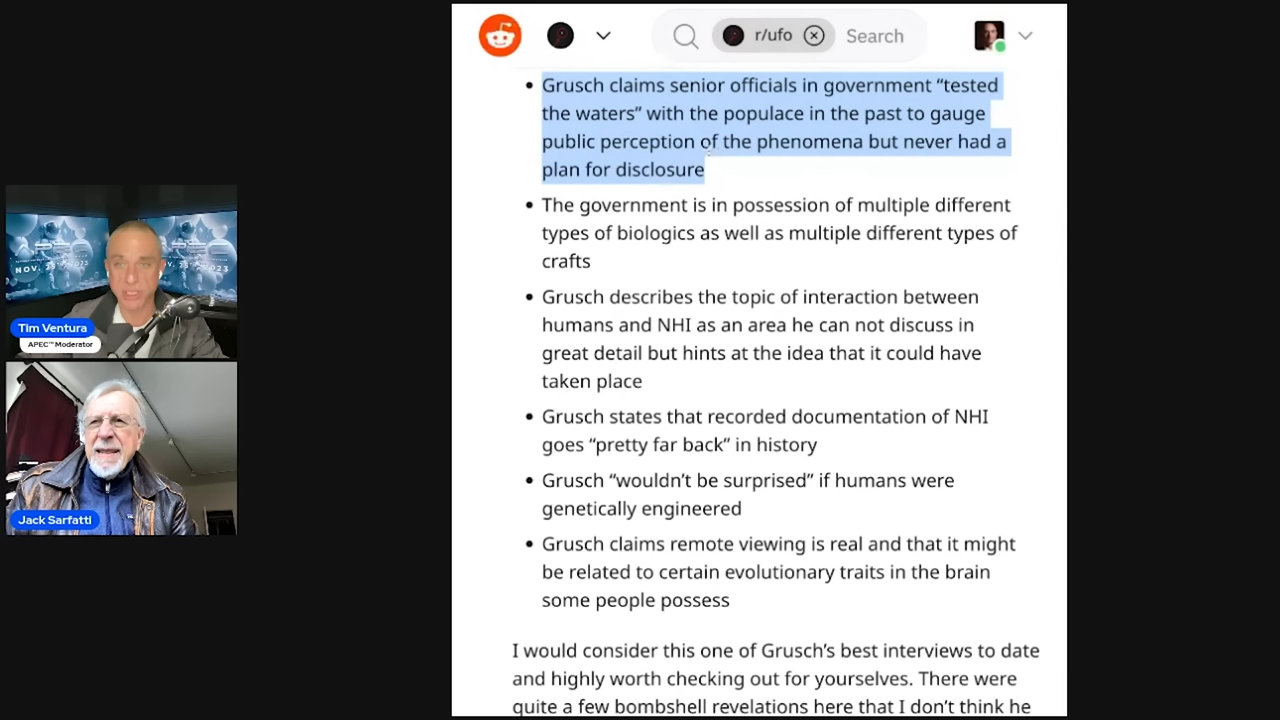 r/ufo
Search
Grusch claims senior officials in government “tested
the waters” with the populace in the past to gauge
public perception of the phenomena but never had a
plan for disclosure
The government is in possession of multiple different
types of biologics as well as multiple different types of
crafts
Grusch describes the topic of interaction between
humans and NHI as an area he can not discuss in
great detail but hints at the idea that it could have
taken place
Grusch states that recorded documentation of NHI
goes “pretty far back” in history
Grusch “wouldn’t be surprised” if humans were
genetically engineered
Grusch claims remote viewing is real and that it might
be related to certain evolutionary traits in the brain
some people possess
I would consider this one of Grusch’s best interviews to date
and highly worth checking out for yourselves. There were
quite a few bombshell revelations here that I don’t think he
Tim Ventura
APEC™ Moderator
Jack Sarfatti